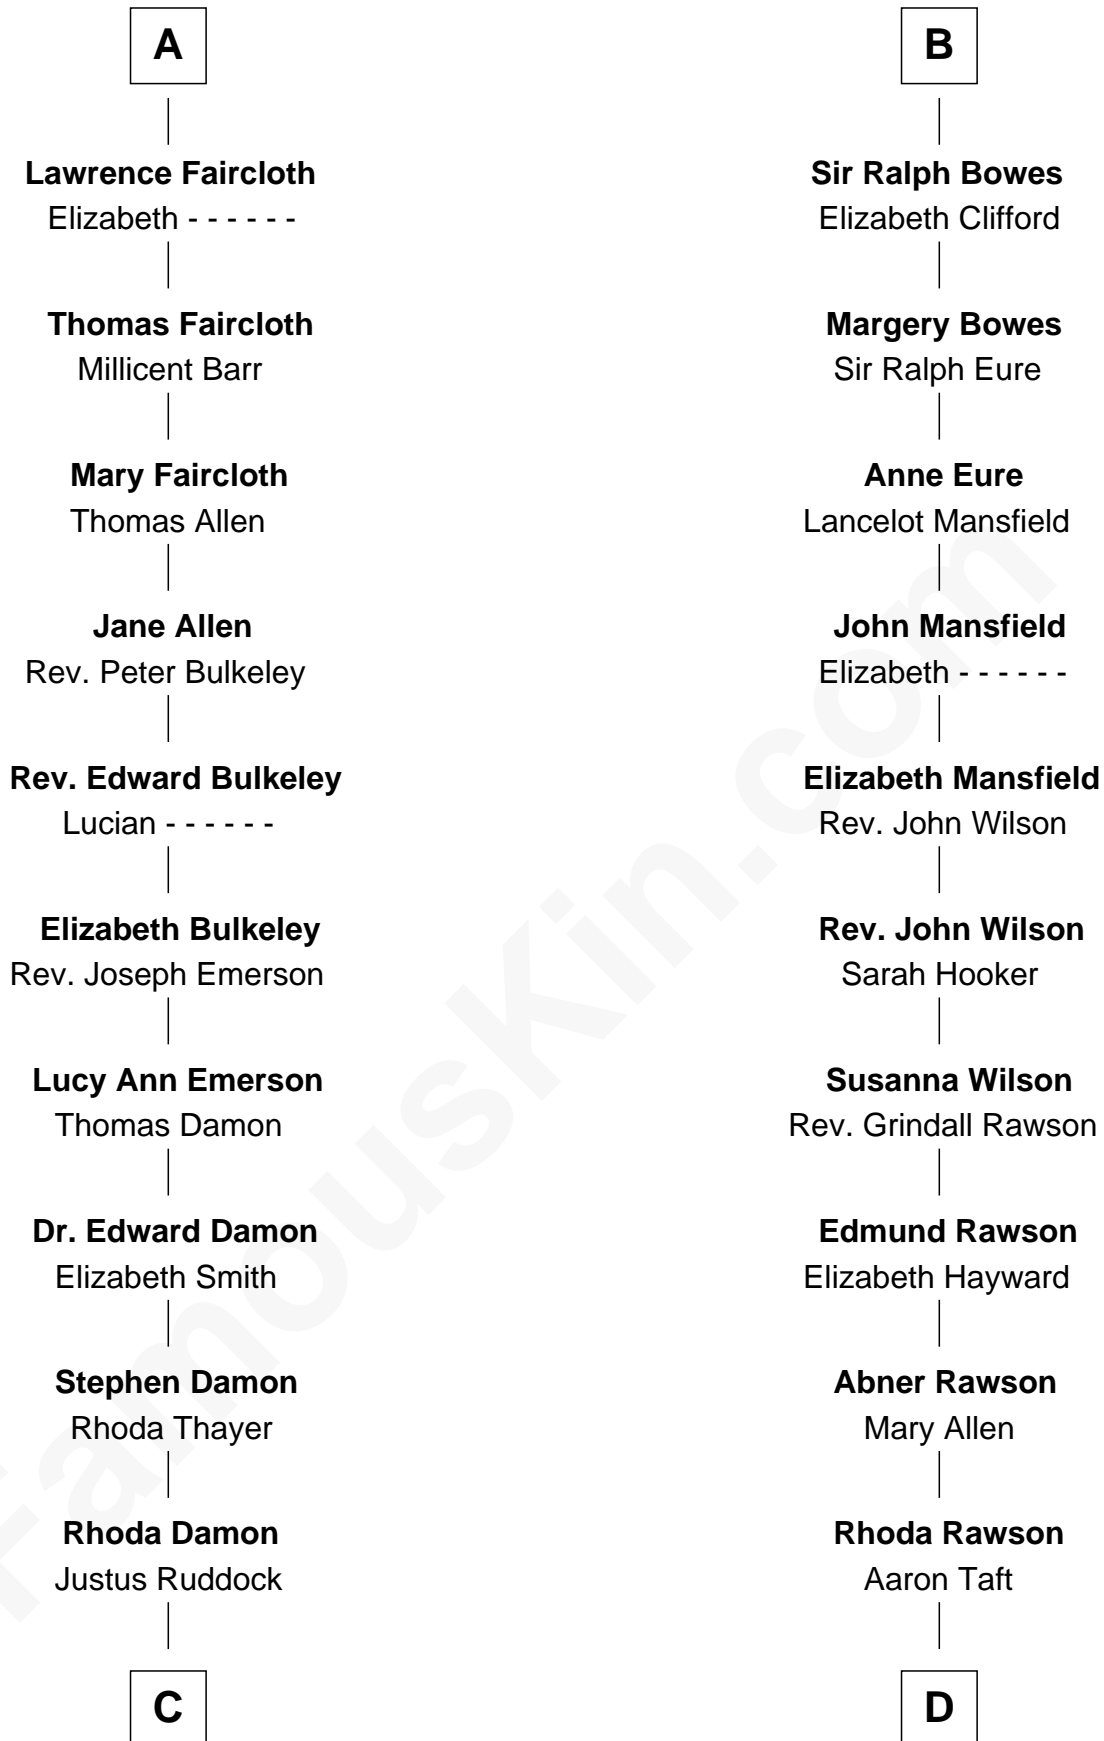 A
Lawrence Faircloth
Elizabeth - - - - - -
Thomas Faircloth
Millicent Barr
Mary Faircloth
Thomas Allen
Jane Allen
Rev. Peter Bulkeley
Rev. Edward Bulkeley
Lucian - - - - - -
Elizabeth Bulkeley
Rev. Joseph Emerson
Lucy Ann Emerson
Thomas Damon
Dr. Edward Damon
Elizabeth Smith
Stephen Damon
Rhoda Thayer
Rhoda Damon
Justus Ruddock
C
B
Sir Ralph Bowes
Elizabeth Clifford
Margery Bowes
Sir Ralph Eure
Anne Eure
Lancelot Mansfield
John Mansfield
Elizabeth - - - - - -
Elizabeth Mansfield
Rev. John Wilson
Rev. John Wilson
Sarah Hooker
Susanna Wilson
Rev. Grindall Rawson
Edmund Rawson
Elizabeth Hayward
Abner Rawson
Mary Allen
Rhoda Rawson
Aaron Taft
D
FamousKin.com